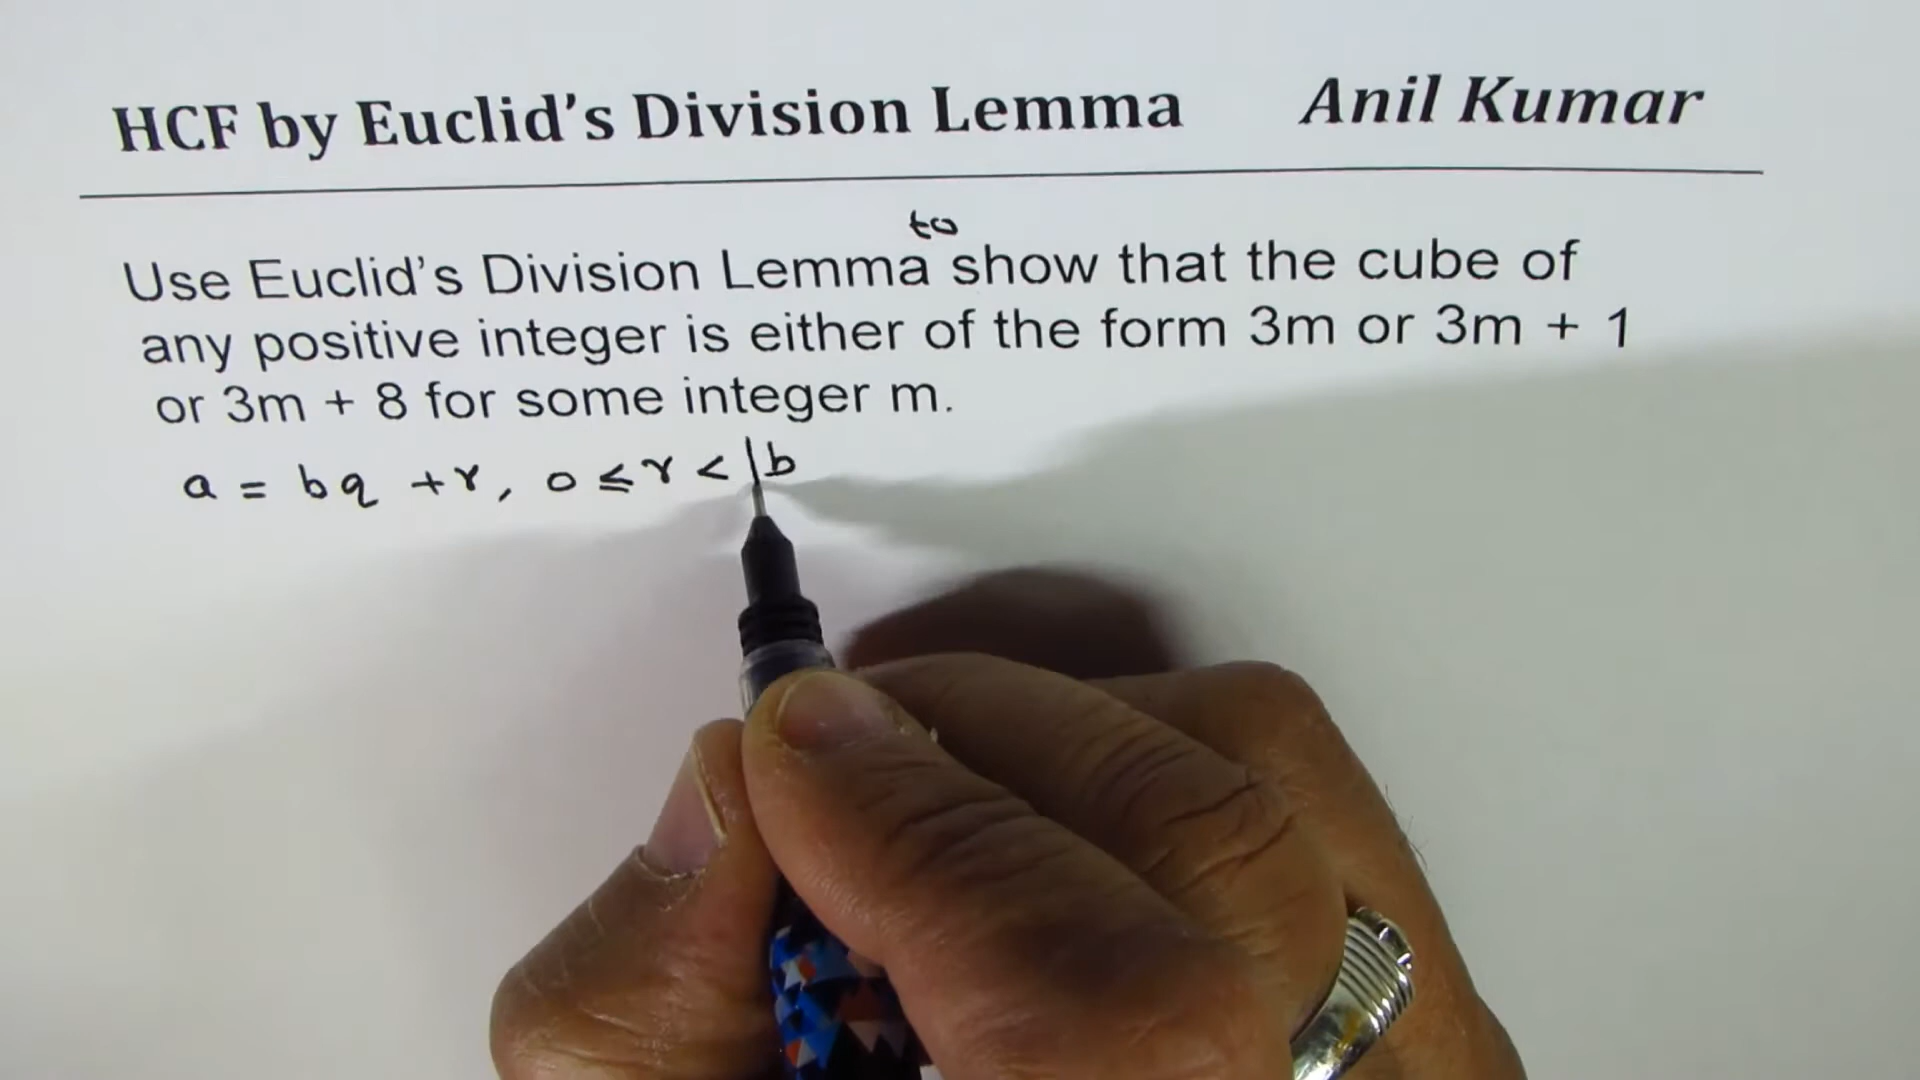 HCF by Euclid's Division Lemma Anil Kumar
to
Use Euclid's Division Lemma show that the cube of
any positive integer is either of the form 3m or 3m + 1
or 3m + 8 for some integer m.
a = bq + r, 0 ≤ r < |b